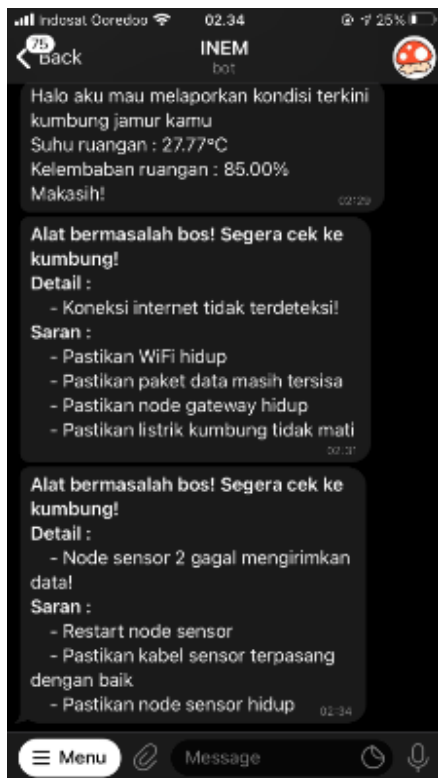 Indosat Ooredoo 02.34 25%
75
Back INEM
bot
Halo aku mau melaporkan kondisi terkini
kumbung jamur kamu
Suhu ruangan : 27.77°C
Kelembaban ruangan : 85.00%
Makasih! 02:29
Alat bermasalah bos! Segera cek ke
kumbung!
Detail :
- Koneksi internet tidak terdeteksi!
Saran :
- Pastikan WiFi hidup
- Pastikan paket data masih tersisa
- Pastikan node gateway hidup
- Pastikan listrik kumbung tidak mati
02:31
Alat bermasalah bos! Segera cek ke
kumbung!
Detail :
- Node sensor 2 gagal mengirimkan
data!
Saran :
- Restart node sensor
- Pastikan kabel sensor terpasang
dengan baik
- Pastikan node sensor hidup 02:34
Menu Message